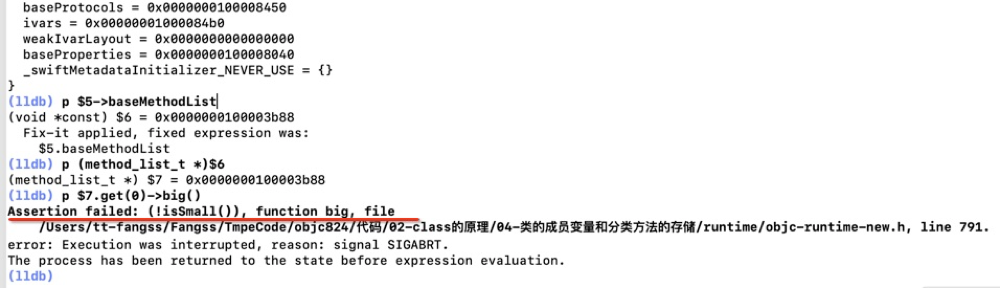 baseProtocols = 0x0000000100008450
ivars = 0x00000001000084b0
weakIvarLayout = 0x0000000000000000
baseProperties = 0x0000000100008040
_swiftMetadataInitializer_NEVER_USE = {}
}
(lldb) p $5->baseMethodList
(void *const) $6 = 0x0000000100003b88
Fix-it applied, fixed expression was:
$5.baseMethodList
(lldb) p (method_list_t *)$6
(method_list_t *) $7 = 0x0000000100003b88
(lldb) p $7.get(0)->big()
Assertion failed: (!isSmall()), function big, file
/Users/tt-fangss/Fangss/TmpeCode/objc824/代码/02-class的原理/04-类的成员变量和分类方法的存储/runtime/objc-runtime-new.h, line 791.
error: Execution was interrupted, reason: signal SIGABRT.
The process has been returned to the state before expression evaluation.
(lldb)